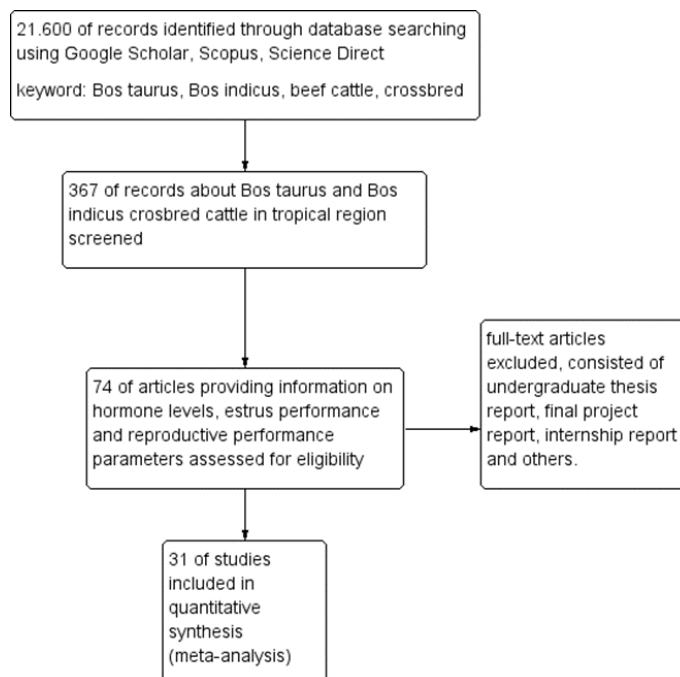 21.600 of records identified through database searching
using Google Scholar, Scopus, Science Direct
keyword: Bos taurus, Bos indicus, beef cattle, crossbred
367 of records about Bos taurus and Bos
indicus crosbred cattle in tropical region
screened
74 of articles providing information on
hormone levels, estrus performance
and reproductive performance
parameters assessed for eligibility
full-text articles
excluded, consisted of
undergraduate thesis
report, final project
report, internship report
and others.
31 of studies
included in
quantitative
synthesis
(meta-analysis)